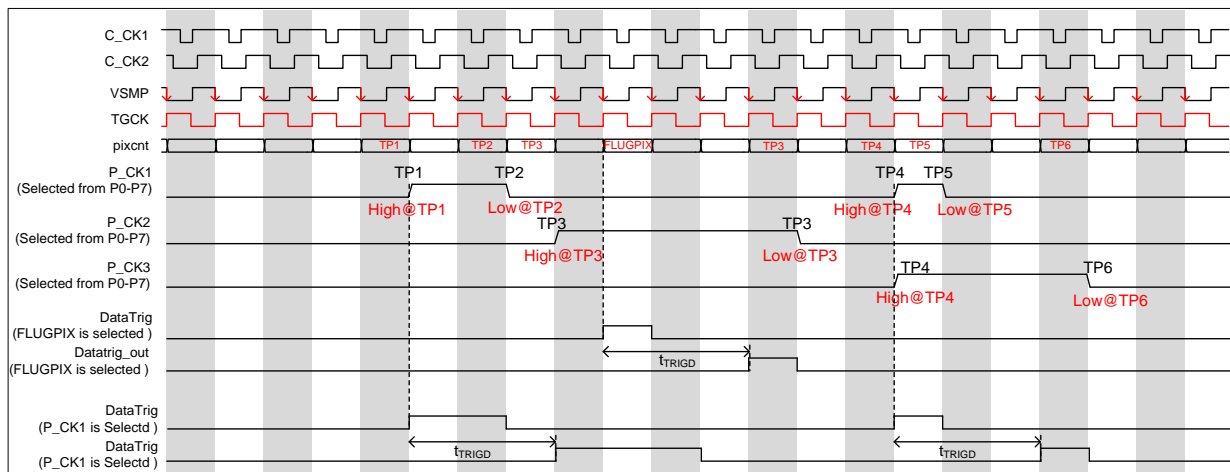 C_CK1
C_CK2
VSMP
TGCK
pixcnt
TP1 TP2 TP3 FLUGPIX TP3 TP4 TP5 TP6
P_CK1
(Selected from P0-P7)
TP1 TP2 TP4 TP5
High@TP1 Low@TP2 High@TP4 Low@TP5
P_CK2
(Selected from P0-P7)
TP3 TP3
High@TP3 Low@TP3
P_CK3
(Selected from P0-P7)
TP4 TP6
High@TP4 Low@TP6
DataTrig
(FLUGPIX is selected )
Datatrig_out
(FLUGPIX is selected )
tTRIGD
DataTrig
(P_CK1 is Selectd )
DataTrig
(P_CK1 is Selectd )
tTRIGD tTRIGD